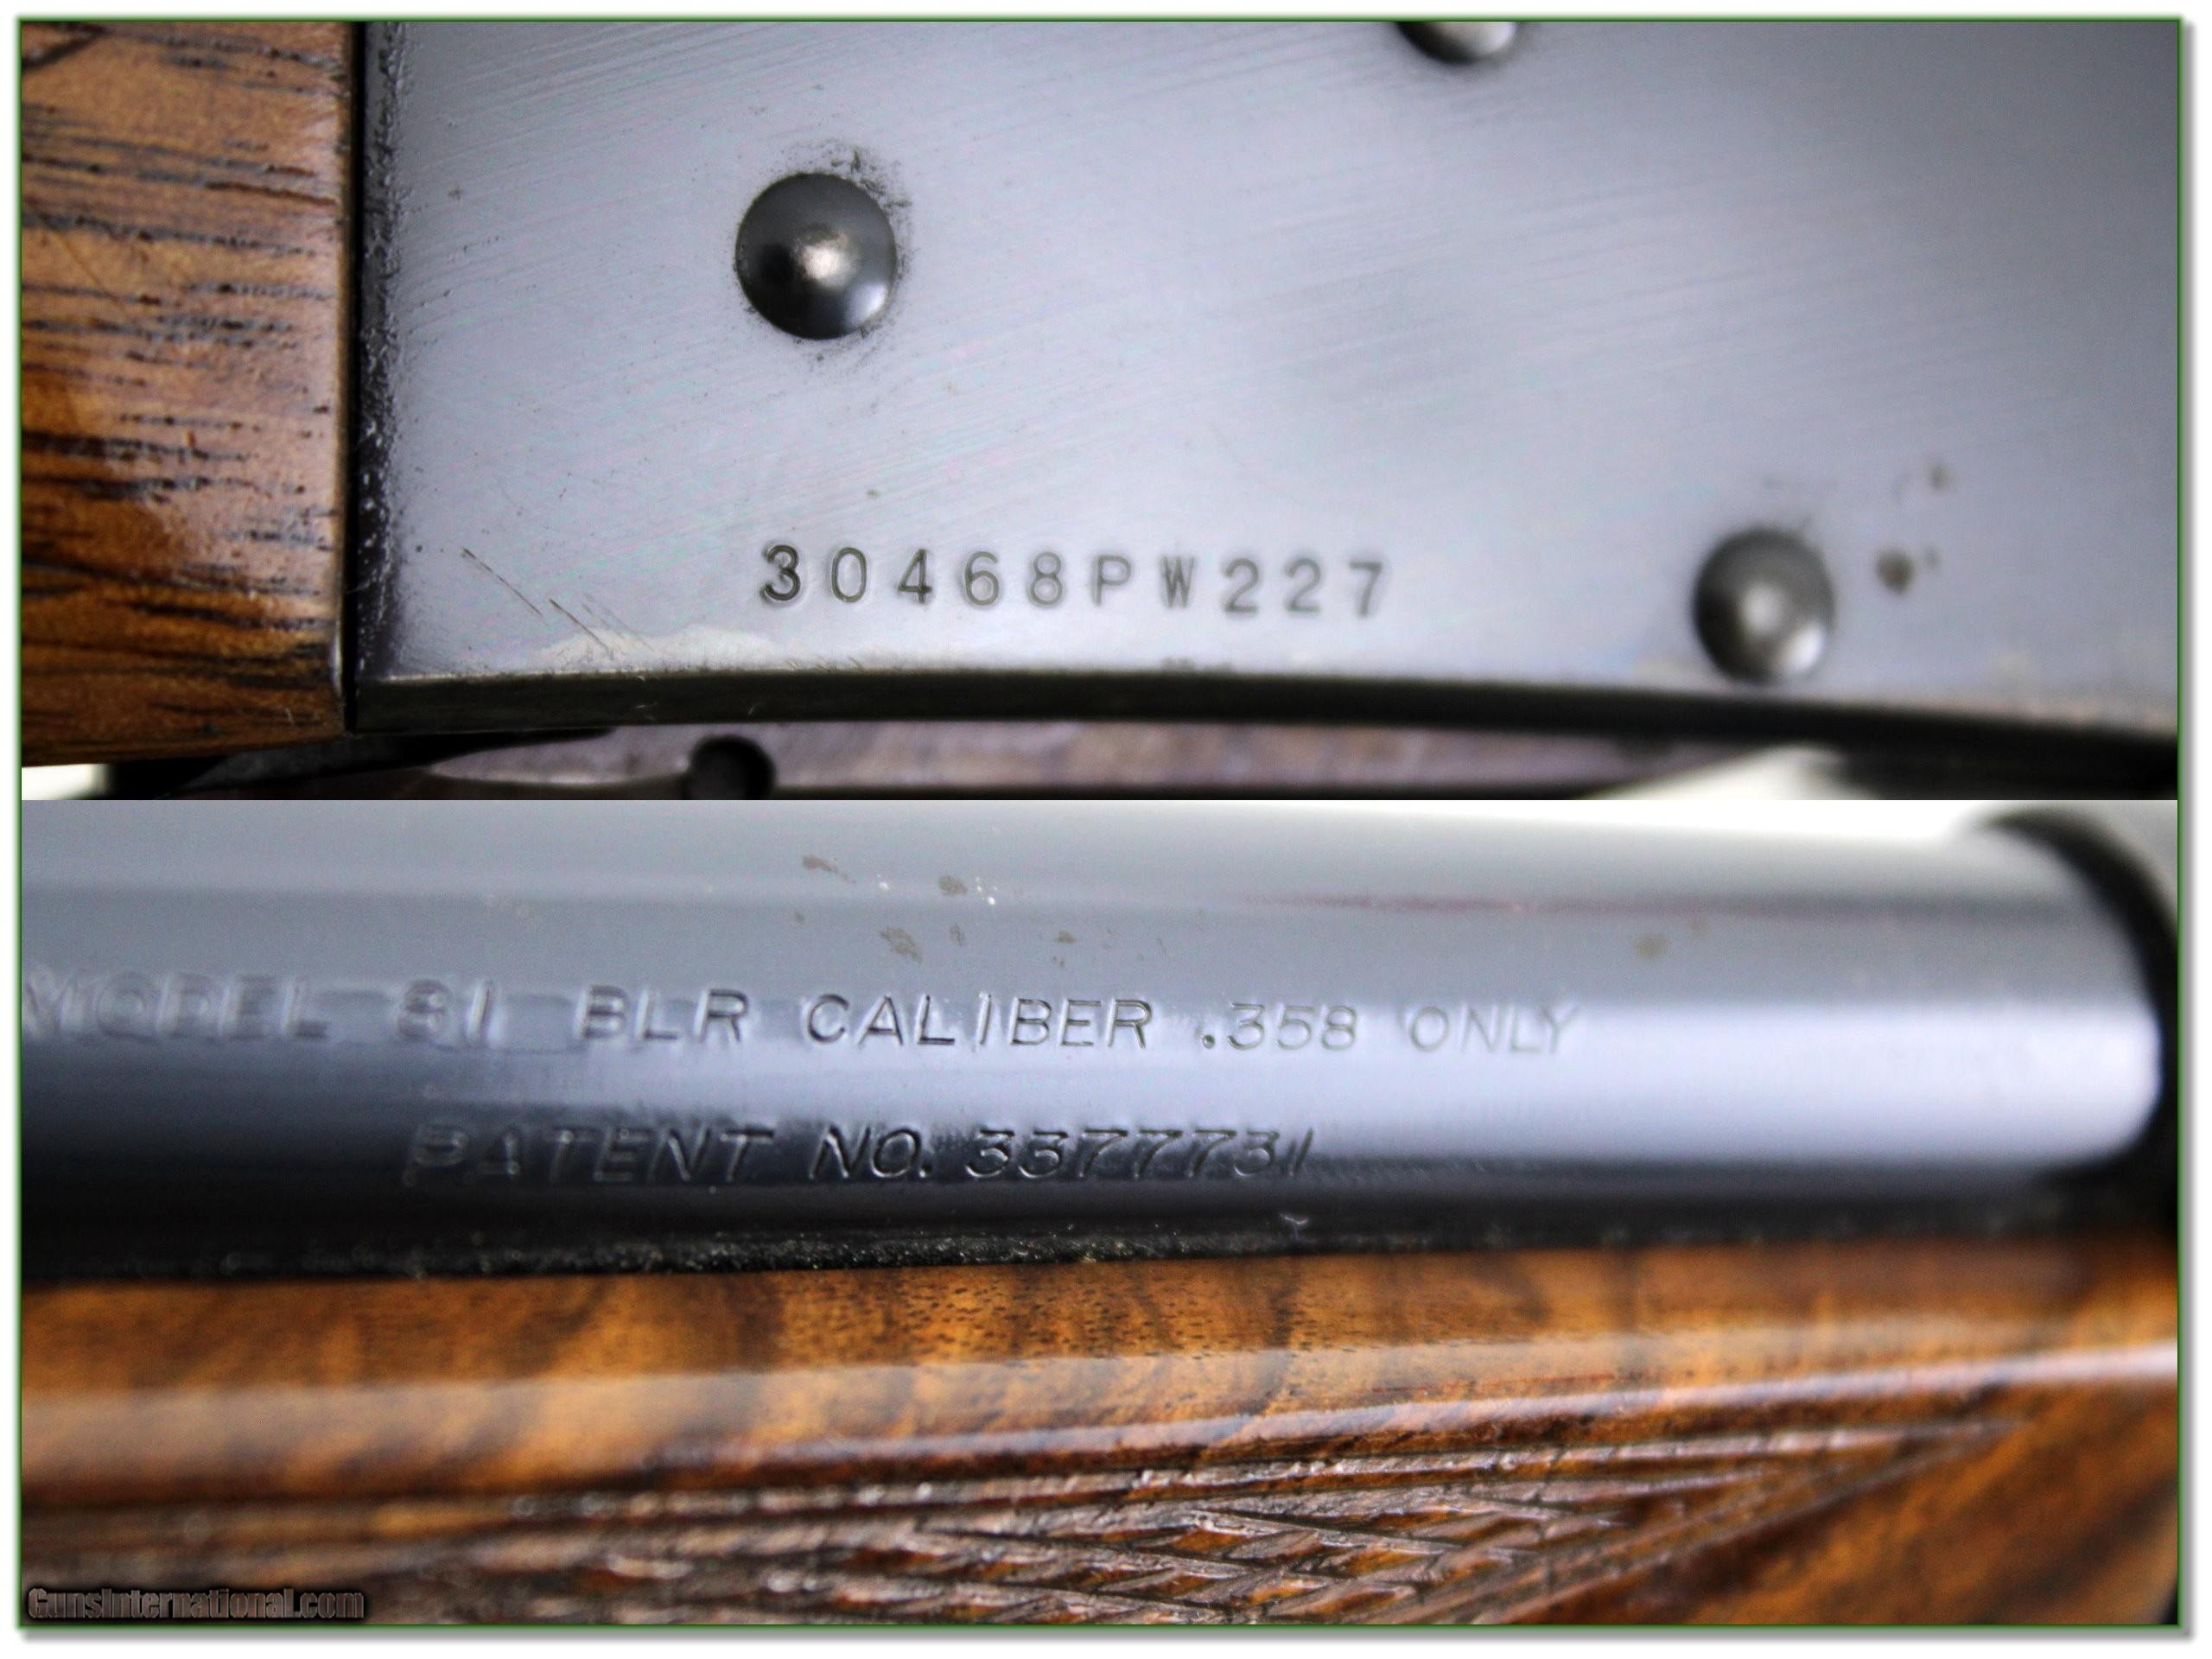 30468PW227
MODEL 81 BLR CALIBER .358 ONLY
PATENT NO. 3377731
GunsInternational.com